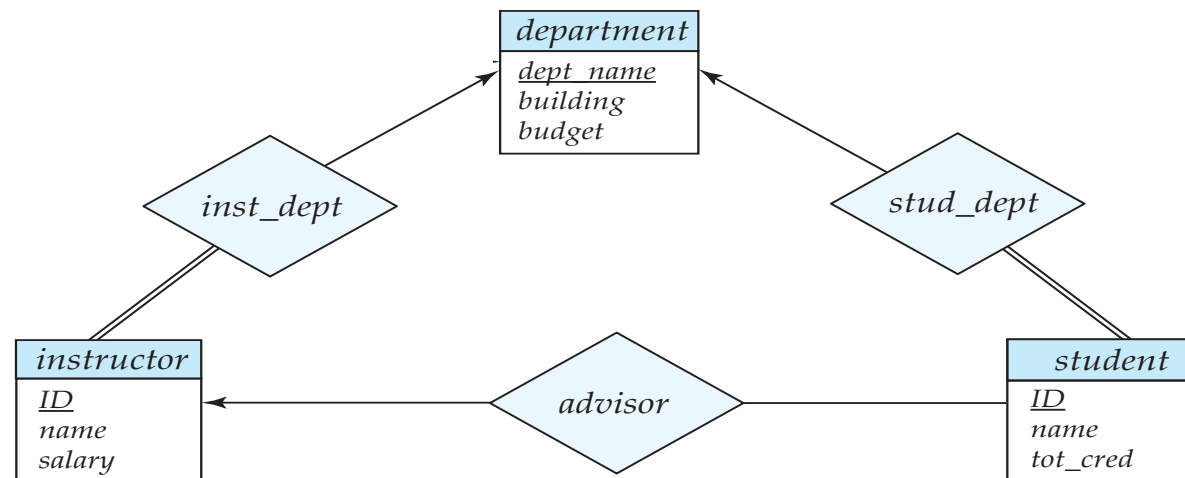 department
dept_name
building
budget
inst_dept
stud_dept
instructor
ID
name
salary
advisor
student
ID
name
tot_cred